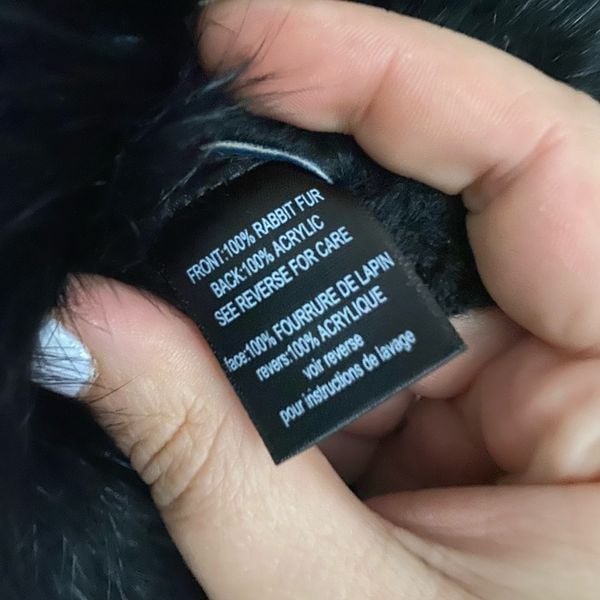 FRONT:100% RABBIT FUR
BACK:100% ACRYLIC
SEE REVERSE FOR CARE
face:100% FOURRURE DE LAPIN
revers:100% ACRYLIQUE
voir reverse
pour instructions de lavage